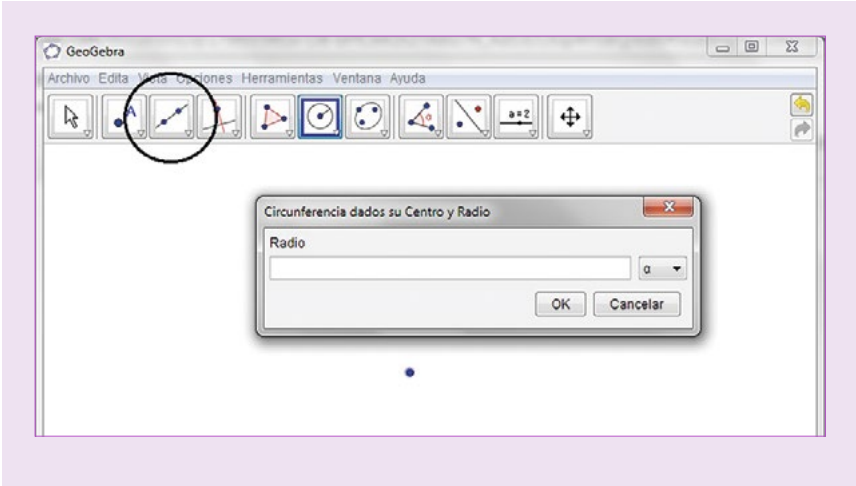 GeoGebra
Archivo Edita Vista Opciones Herramientas Ventana Ayuda
A
α
a=2
Circunferencia dados su Centro y Radio
Radio
α
OK Cancelar